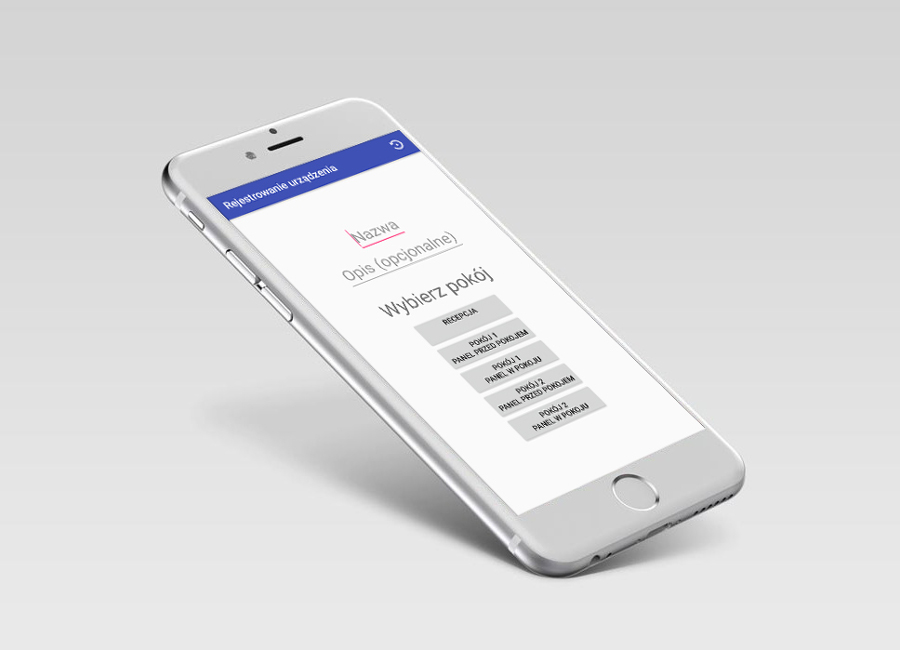 Rejestrowanie urządzenia
Nazwa
Opis (opcjonalne)
Wybierz pokój
RECEPCJA
POKÓJ 1
PANEL PRZED POKOJEM
POKÓJ 1
PANEL W POKOJU
POKÓJ 2
PANEL PRZED POKOJEM
POKÓJ 2
PANEL W POKOJU